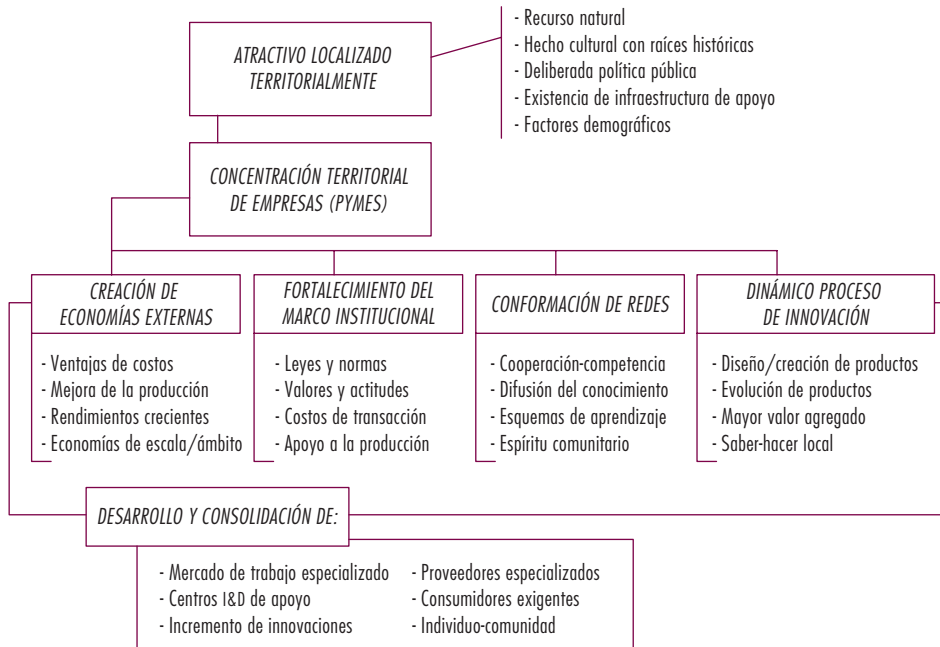 ATRACTIVO LOCALIZADO
TERRITORIALMENTE
- Recurso natural
- Hecho cultural con raíces históricas
- Deliberada política pública
- Existencia de infraestructura de apoyo
- Factores demográficos
CONCENTRACIÓN TERRITORIAL
DE EMPRESAS (PYMES)
CREACIÓN DE
ECONOMÍAS EXTERNAS
- Ventajas de costos
- Mejora de la producción
- Rendimientos crecientes
- Economías de escala/ámbito
FORTALECIMIENTO DEL
MARCO INSTITUCIONAL
- Leyes y normas
- Valores y actitudes
- Costos de transacción
- Apoyo a la producción
CONFORMACIÓN DE REDES
- Cooperación-competencia
- Difusión del conocimiento
- Esquemas de aprendizaje
- Espíritu comunitario
DINÁMICO PROCESO
DE INNOVACIÓN
- Diseño/creación de productos
- Evolución de productos
- Mayor valor agregado
- Saber-hacer local
DESARROLLO Y CONSOLIDACIÓN DE:
- Mercado de trabajo especializado
- Centros I&D de apoyo
- Incremento de innovaciones
- Proveedores especializados
- Consumidores exigentes
- Individuo-comunidad